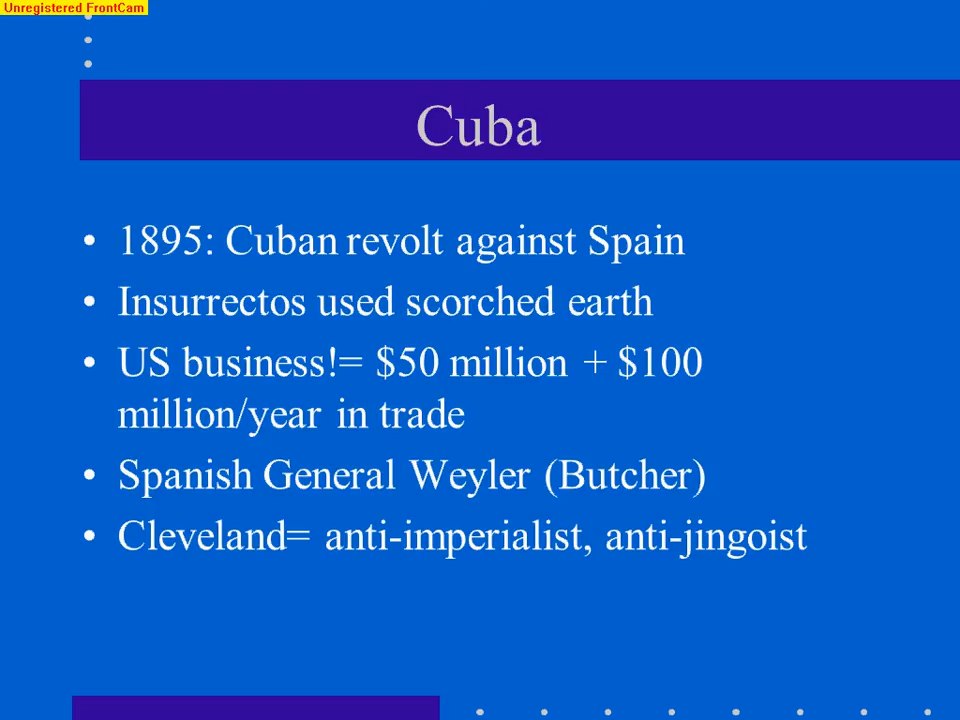 Unregistered FrontCam
Cuba
• 1895: Cuban revolt against Spain
• Insurrectos used scorched earth
• US business!= $50 million + $100
million/year in trade
• Spanish General Weyler (Butcher)
• Cleveland= anti-imperialist, anti-jingoist